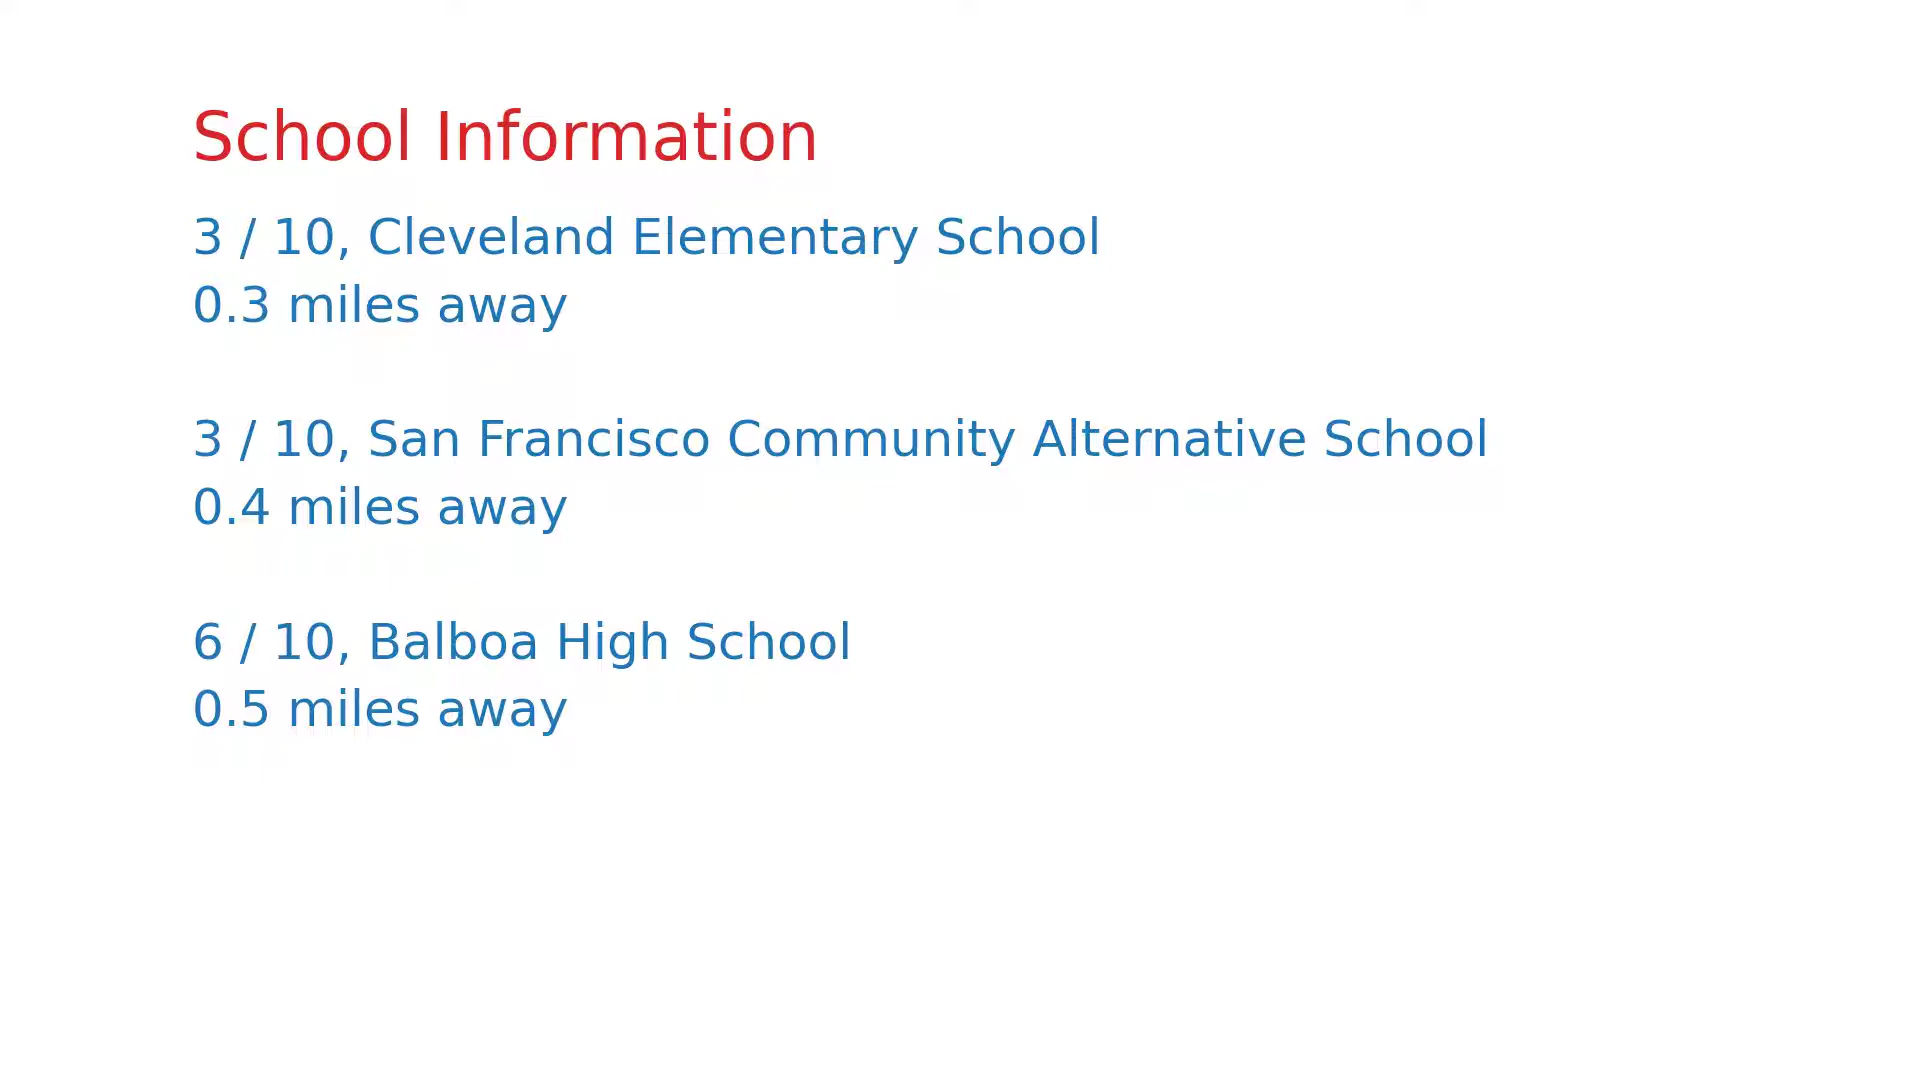 School Information
3 / 10, Cleveland Elementary School
0.3 miles away
3 / 10, San Francisco Community Alternative School
0.4 miles away
6 / 10, Balboa High School
0.5 miles away